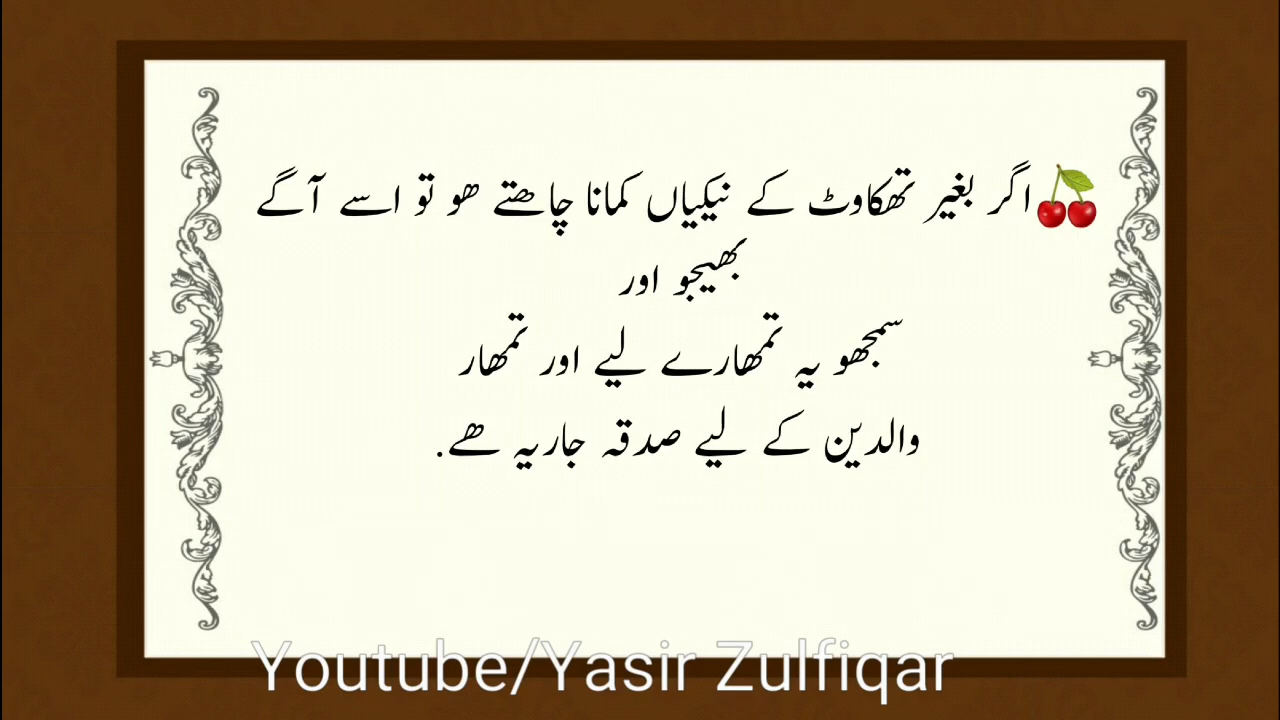 🍒اگر بغیر تھکاوٹ کے نیکیاں کمانا چاھتے ھو تو اسے آگے
بھیجو اور
سمجھو یہ تمھارے لیے اور تمھار
والدین کے لیے صدقہ جاریہ ھے.
Youtube/Yasir Zulfiqar